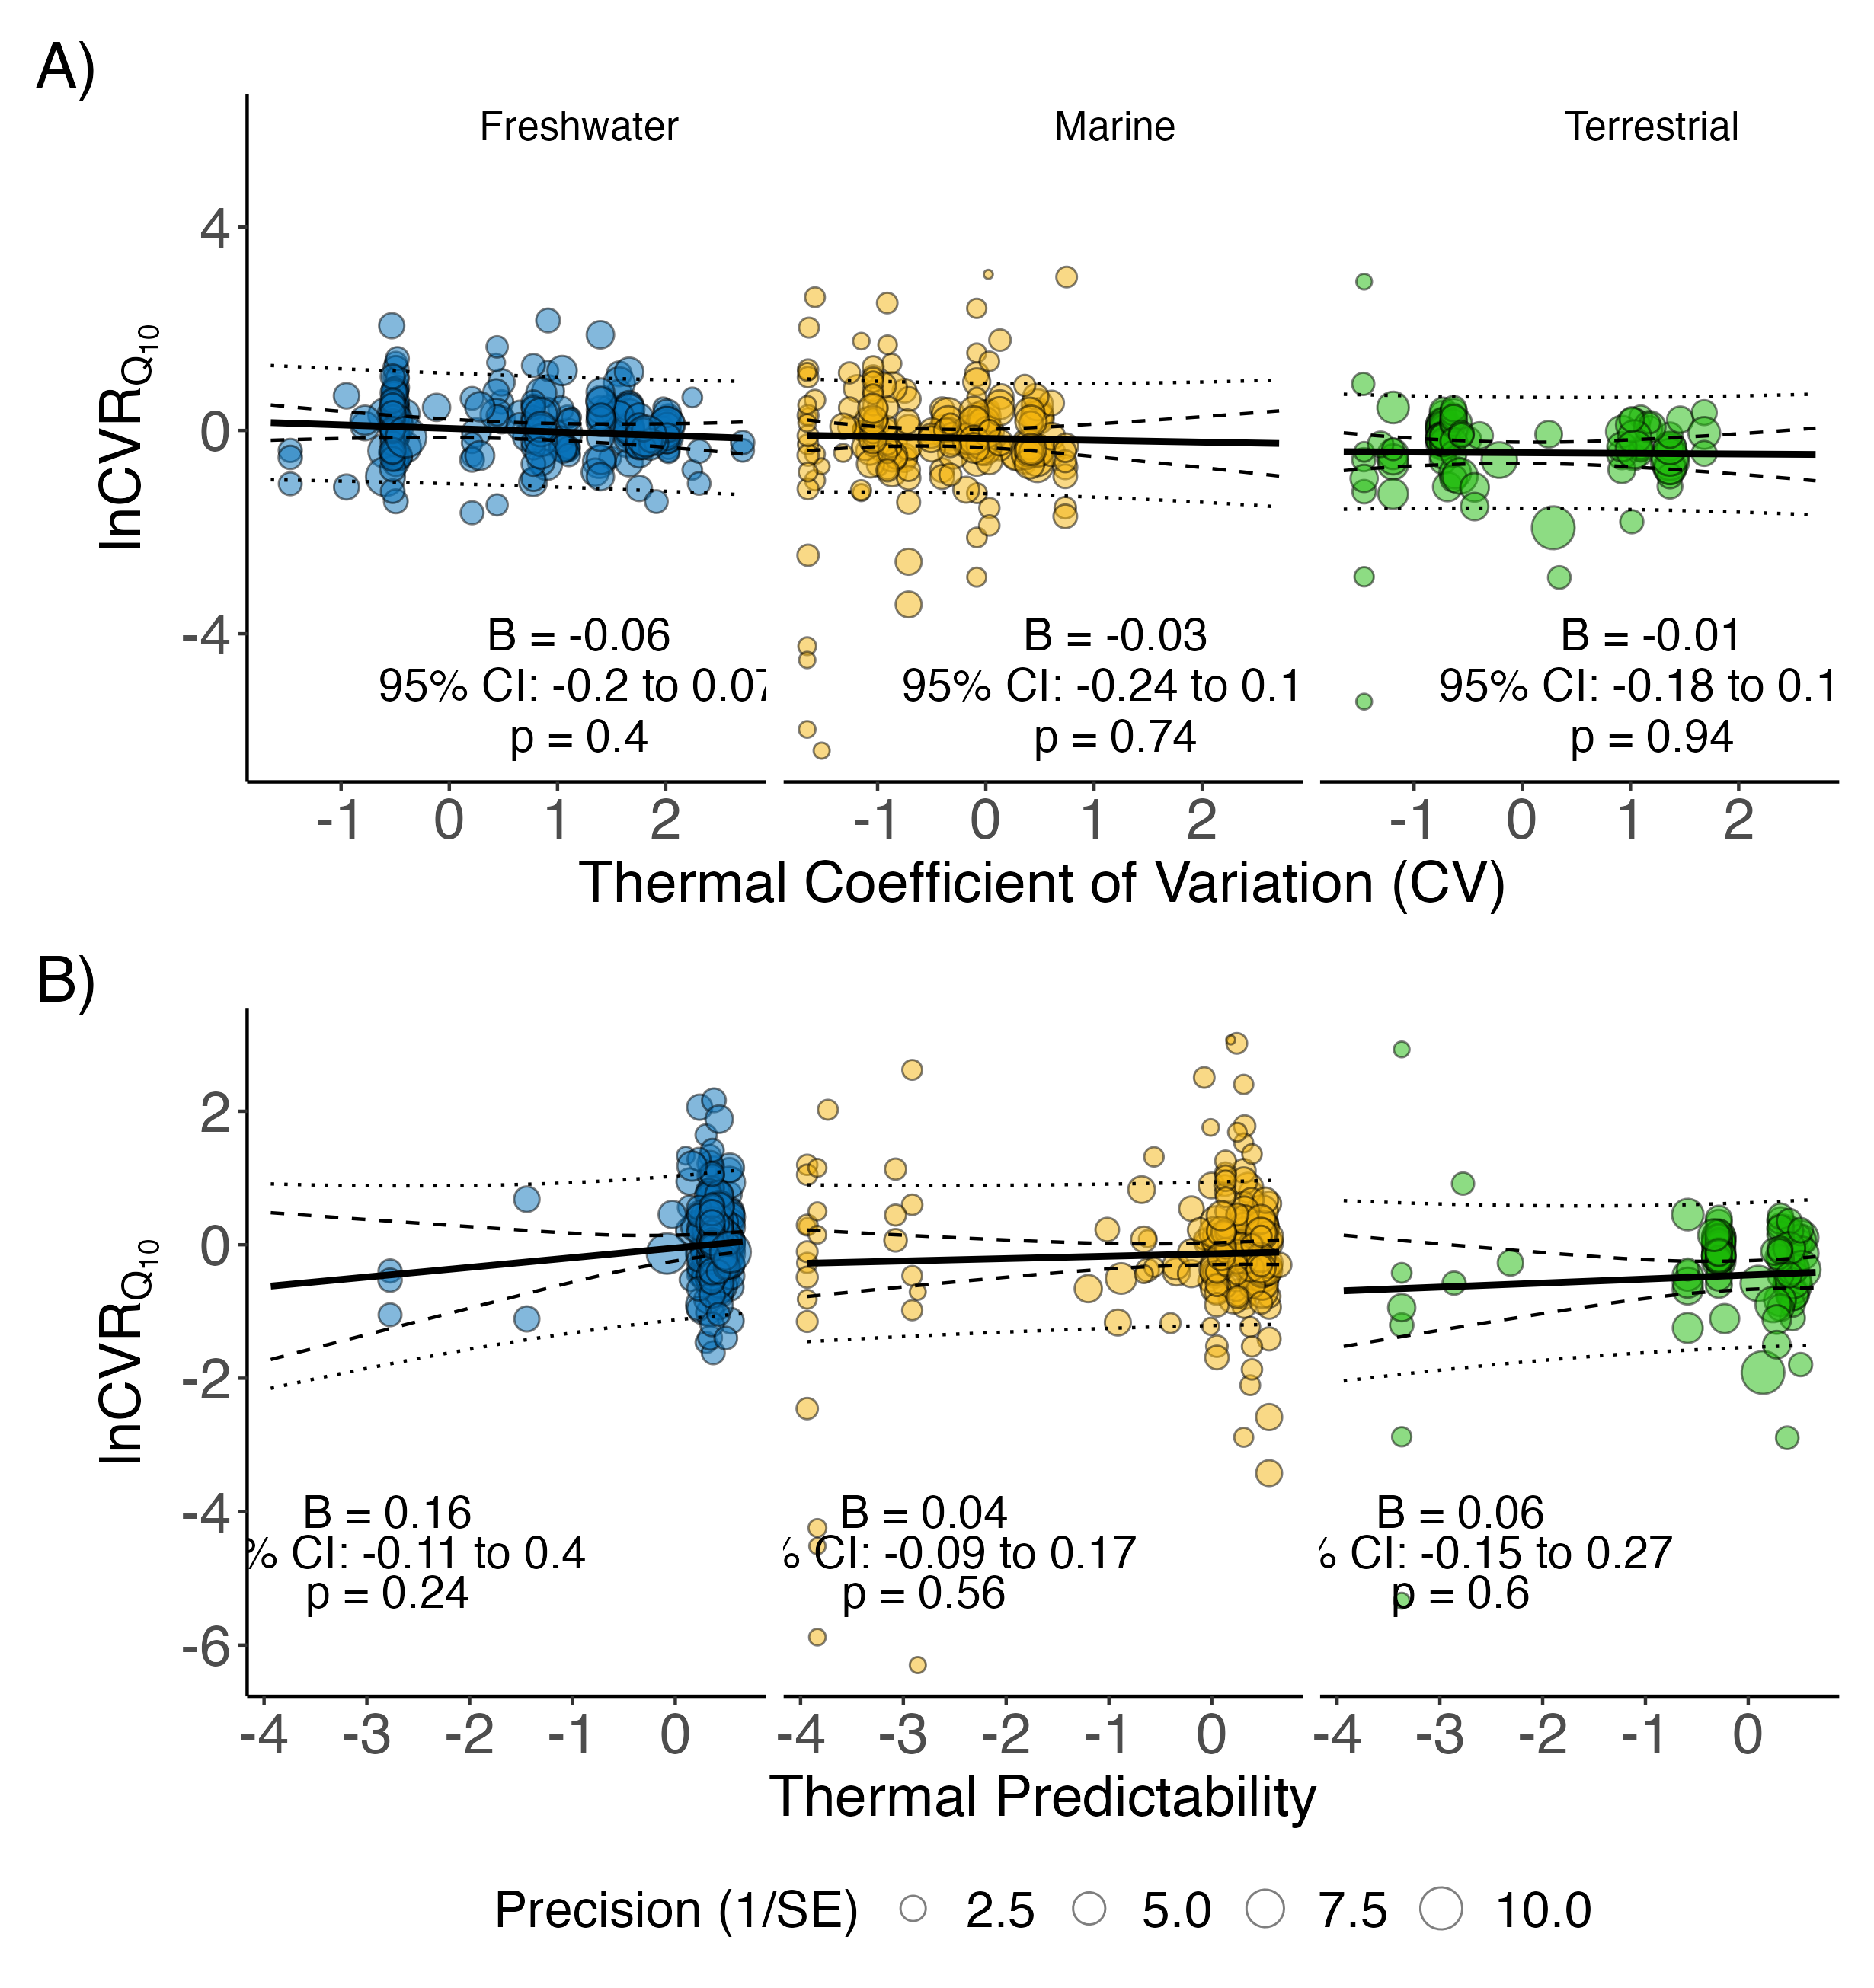 A)
Freshwater Marine Terrestrial
lnCVR Q10
4
0
-4
B = -0.06 B = -0.03 B = -0.01
95% CI: -0.2 to 0.07 95% CI: -0.24 to 0.1 95% CI: -0.18 to 0.1
p = 0.4 p = 0.74 p = 0.94
-1 0 1 2 -1 0 1 2 -1 0 1 2
Thermal Coefficient of Variation (CV)
B)
lnCVR Q10
2
0
-2
-4
-6
B = 0.16 B = 0.04 B = 0.06
% CI: -0.11 to 0.4 % CI: -0.09 to 0.17 % CI: -0.15 to 0.27
p = 0.24 p = 0.56 p = 0.6
-4 -3 -2 -1 0 -4 -3 -2 -1 0 -4 -3 -2 -1 0
Thermal Predictability
Precision (1/SE) 2.5 5.0 7.5 10.0